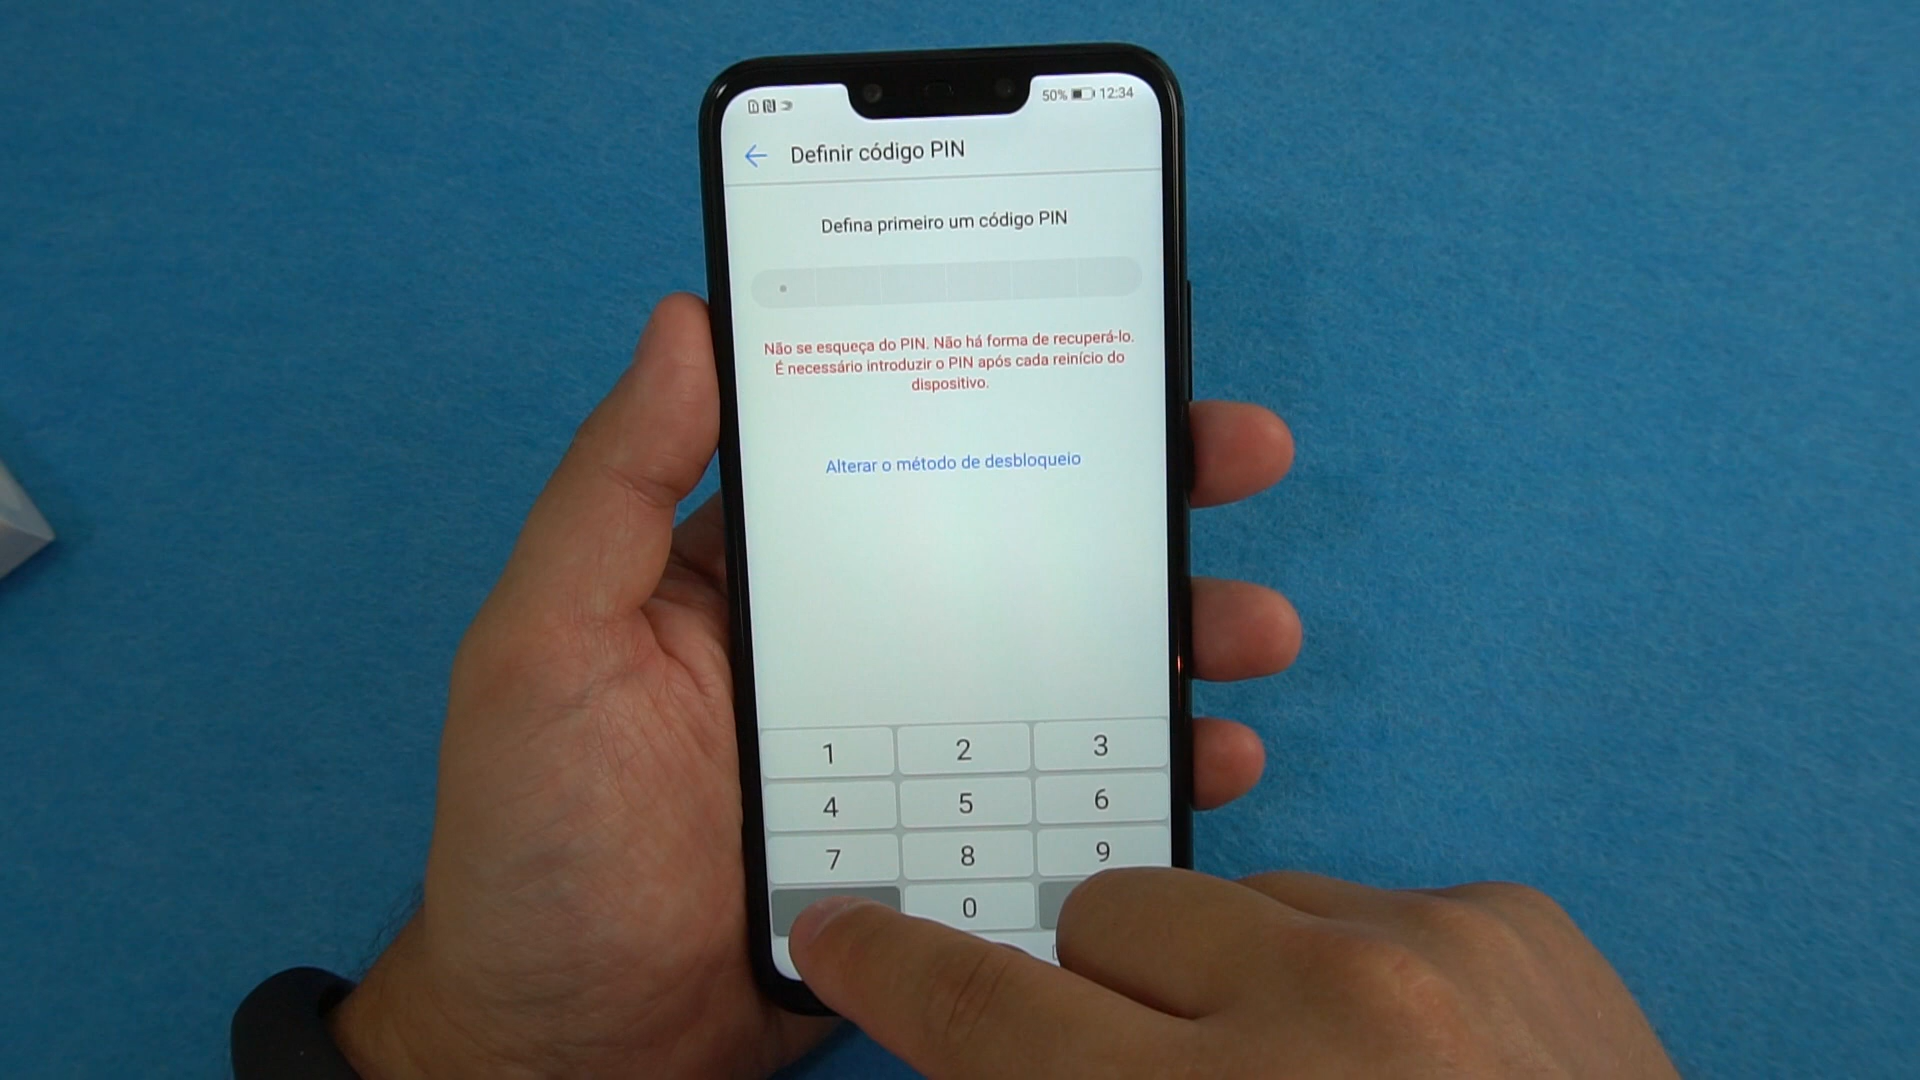 50% 12:34
Definir código PIN
Defina primeiro um código PIN
Não se esqueça do PIN. Não há forma de recuperá-lo.
É necessário introduzir o PIN após cada reinício do
dispositivo.
Alterar o método de desbloqueio
1 2 3
4 5 6
7 8 9
0